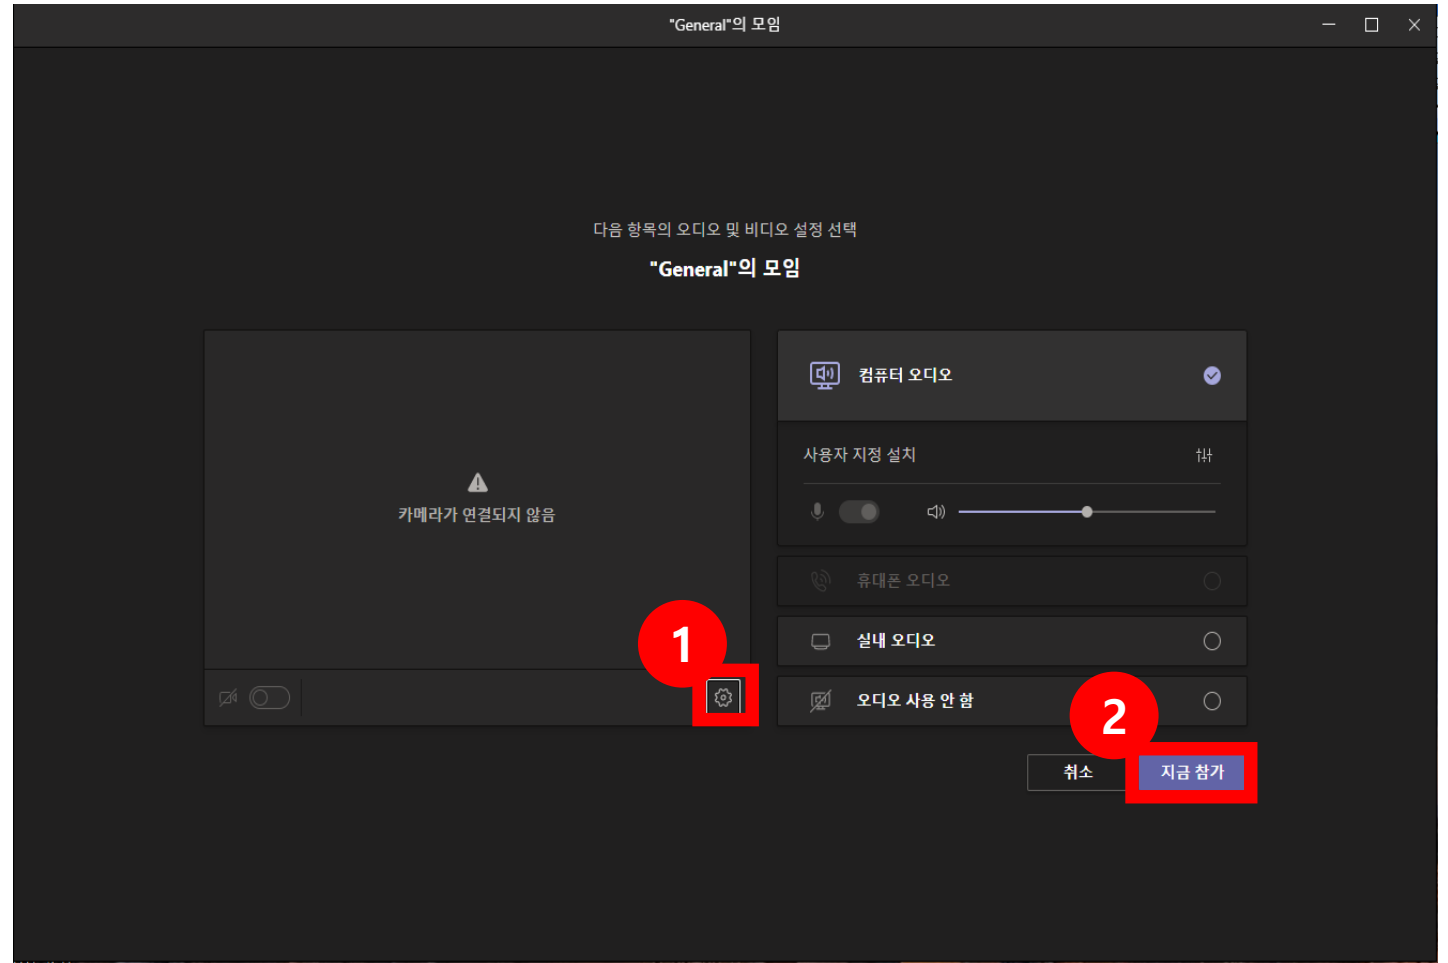 "General"의 모임
다음 항목의 오디오 및 비디오 설정 선택
"General"의 모임
카메라가 연결되지 않음
컴퓨터 오디오
사용자 지정 설치
휴대폰 오디오
실내 오디오
오디오 사용 안 함
1
2
취소
지금 참가